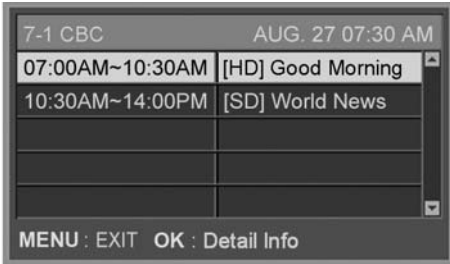 7-1 CBC AUG. 27 07:30 AM
07:00AM~10:30AM [HD] Good Morning
10:30AM~14:00PM [SD] World News
MENU : EXIT OK : Detail Info